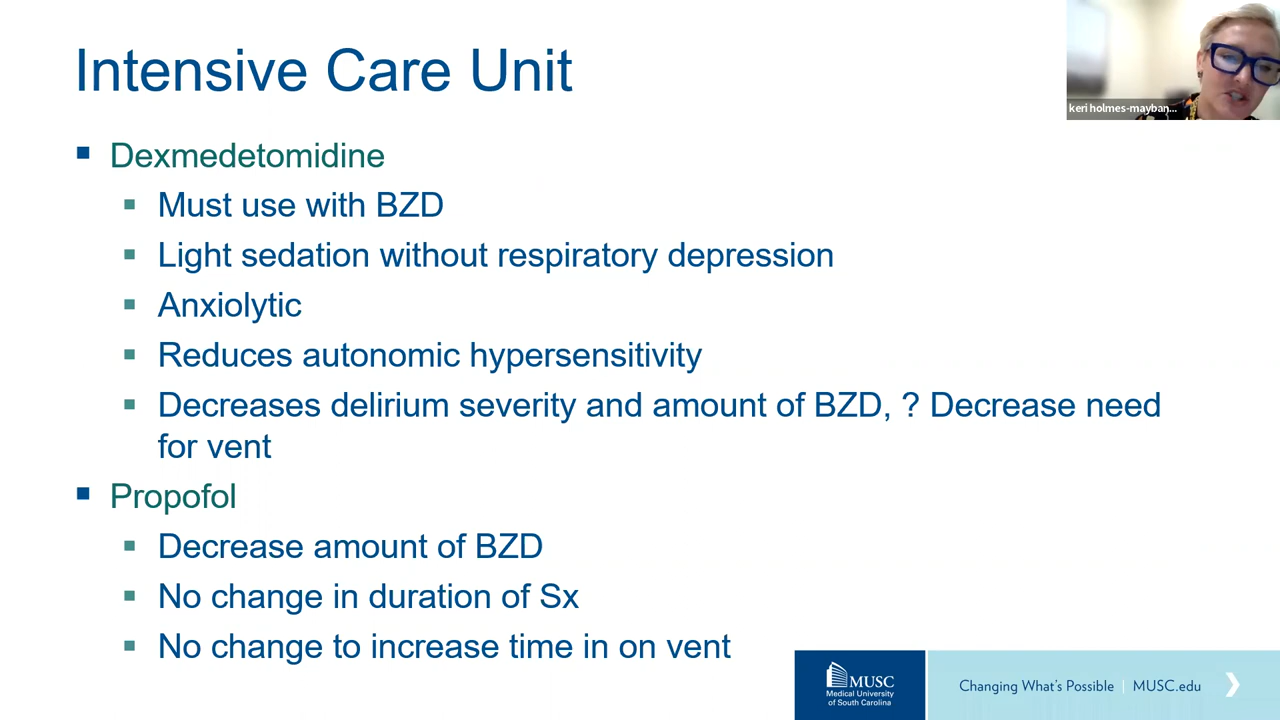 Intensive Care Unit
keri holmes-mayban...
Dexmedetomidine
Must use with BZD
Light sedation without respiratory depression
Anxiolytic
Reduces autonomic hypersensitivity
Decreases delirium severity and amount of BZD, ? Decrease need
for vent
Propofol
Decrease amount of BZD
No change in duration of Sx
No change to increase time in on vent
MUSC
Medical University
of South Carolina
Changing What's Possible | MUSC.edu